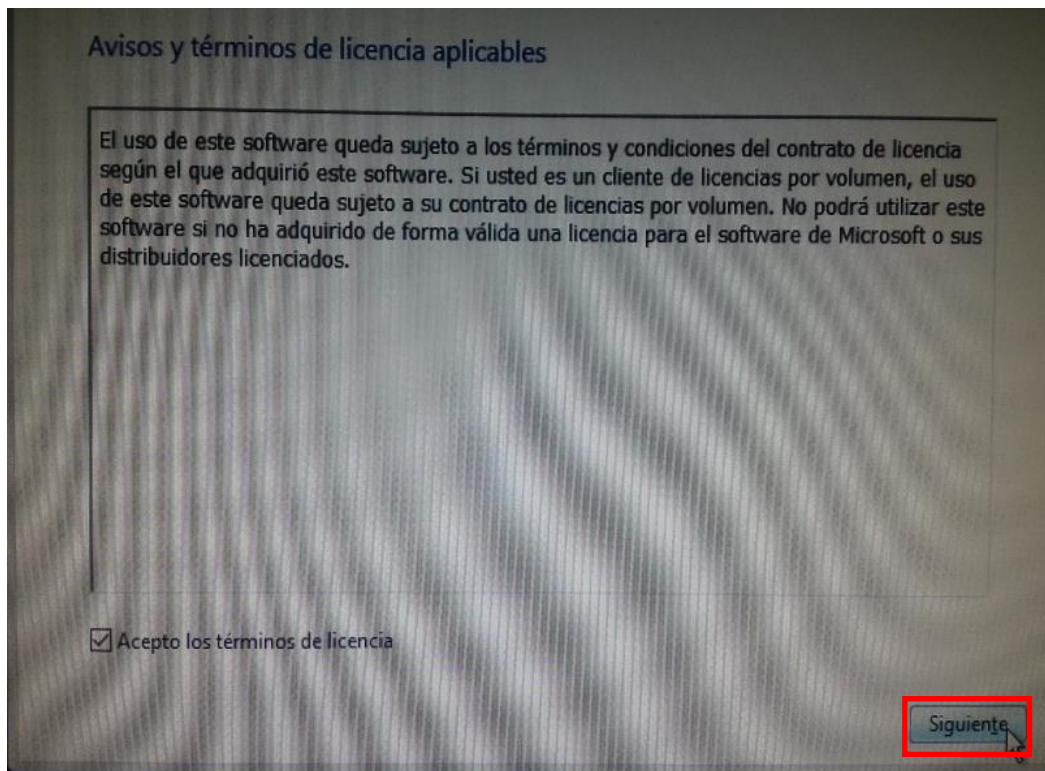 Avisos y términos de licencia aplicables
El uso de este software queda sujeto a los términos y condiciones del contrato de licencia
según el que adquirió este software. Si usted es un cliente de licencias por volumen, el uso
de este software queda sujeto a su contrato de licencias por volumen. No podrá utilizar este
software si no ha adquirido de forma válida una licencia para el software de Microsoft o sus
distribuidores licenciados.
Acepto los términos de licencia
Siguiente